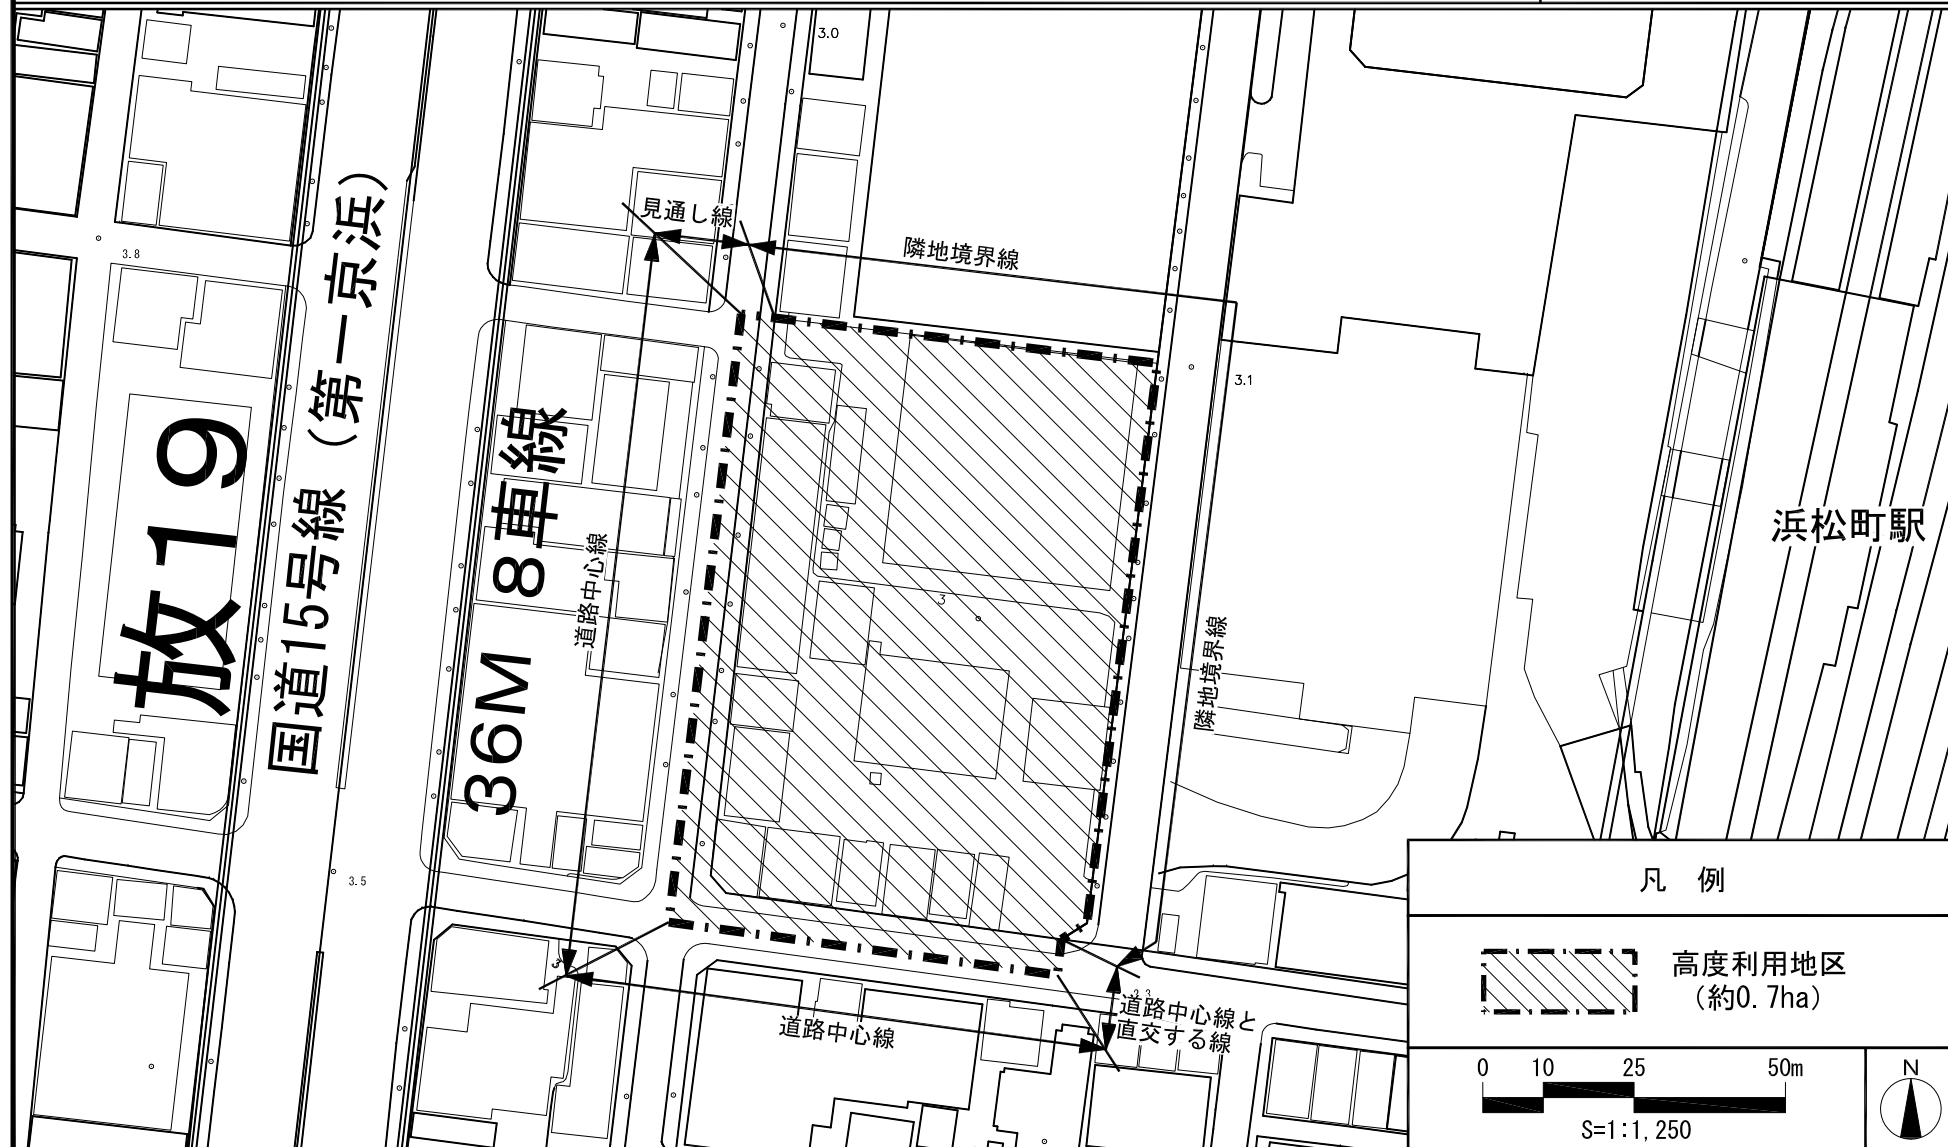 3.0
見通し線
隣地境界線
3.8
国道15号線（第一京浜）
放19
36M 8車線
道路中心線
3.1
浜松町駅
3
隣地境界線
3.5
道路中心線
道路中心線と
直交する線
凡 例
高度利用地区
（約0.7ha）
0 10 25 50m
S=1:1,250
N